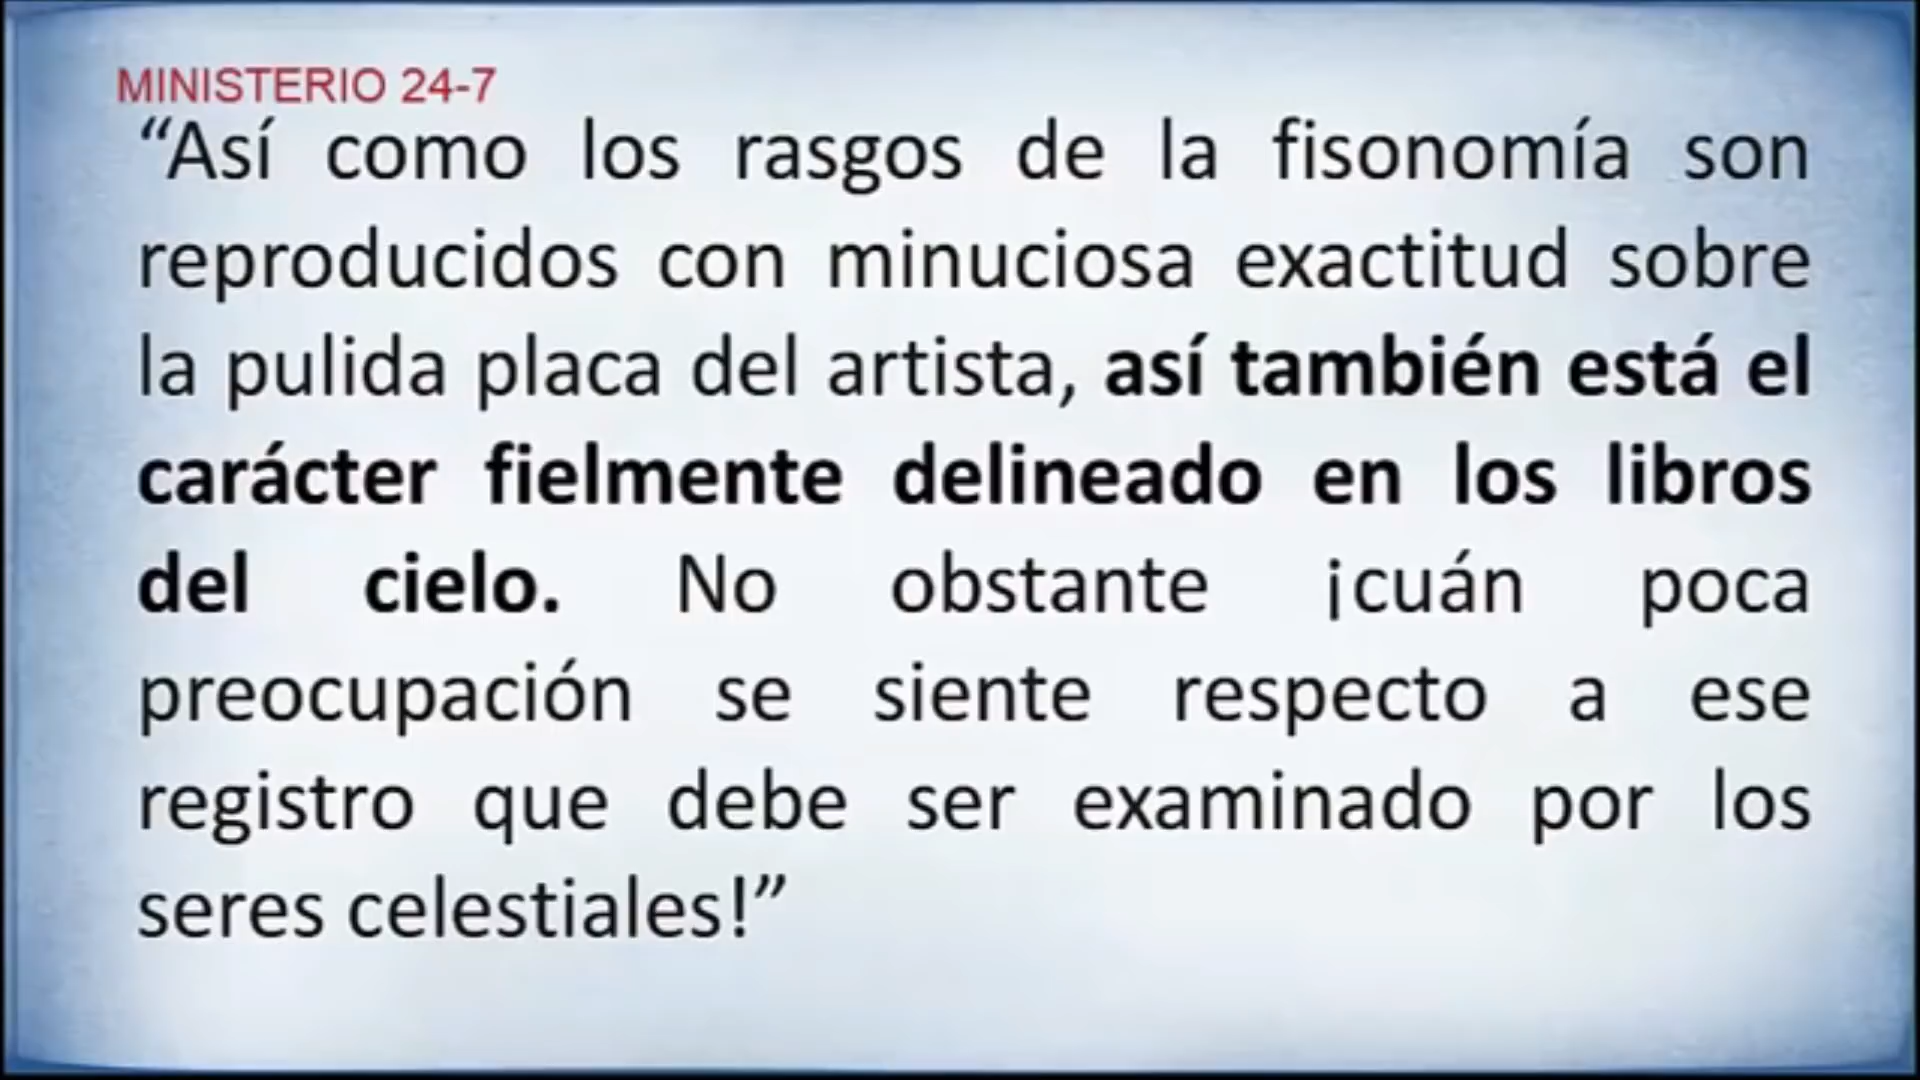 MINISTERIO 24-7
“Así como los rasgos de la fisonomía son
reproducidos con minuciosa exactitud sobre
la pulida placa del artista, así también está el
carácter fielmente delineado en los libros
del cielo. No obstante ¡cuán poca
preocupación se siente respecto a ese
registro que debe ser examinado por los
seres celestiales!”